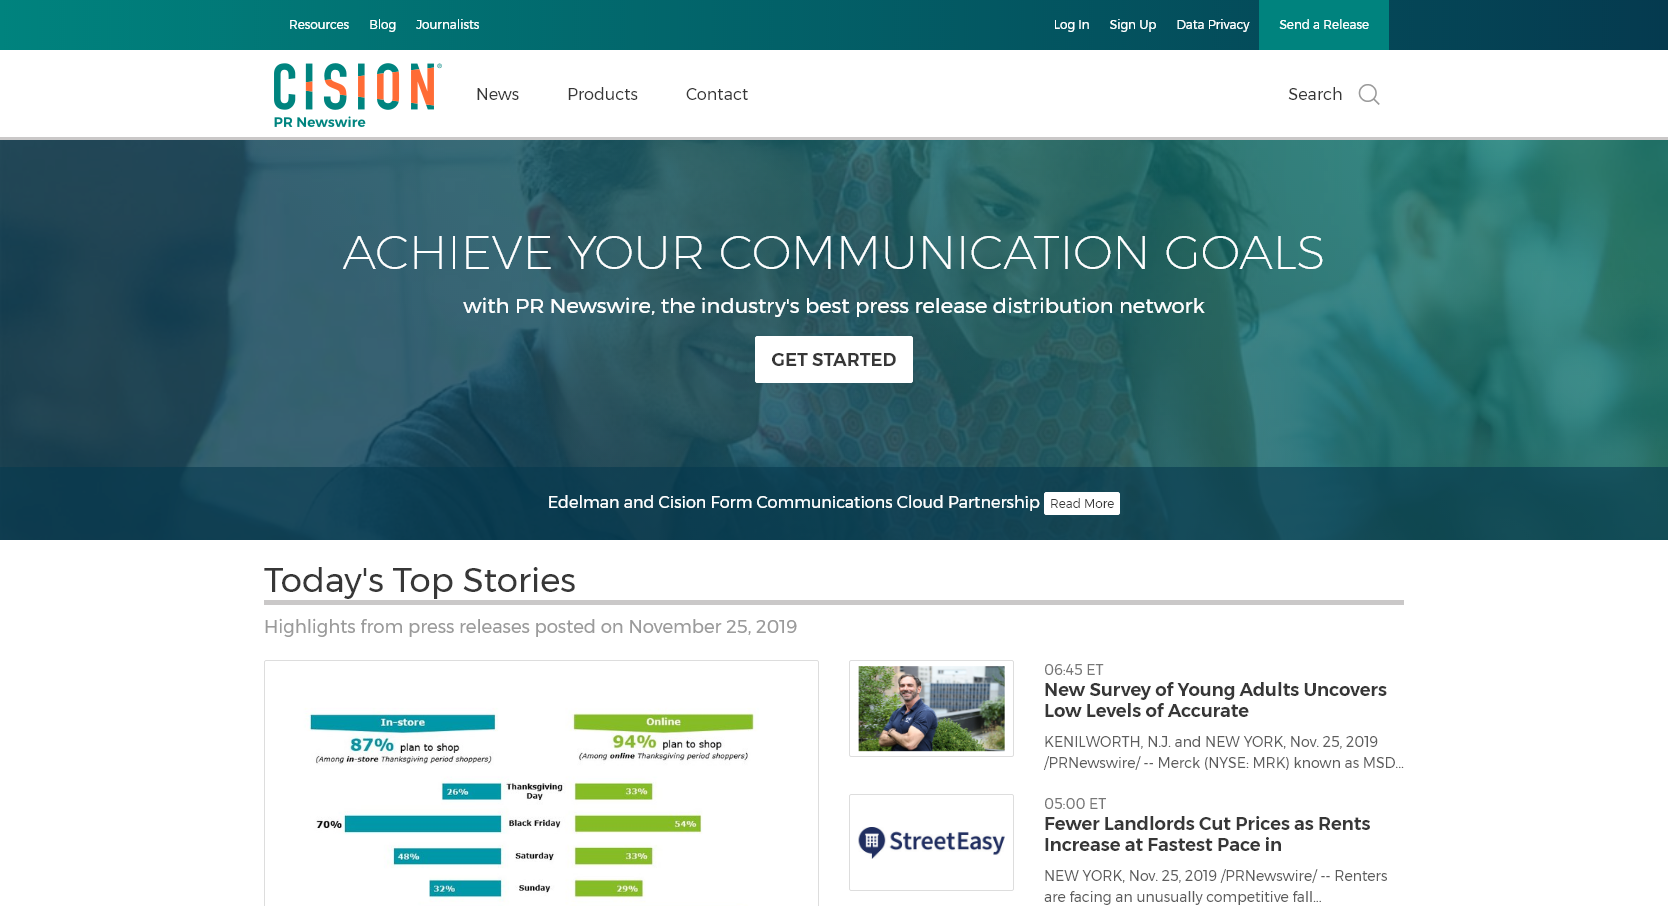 Resources Blog Journalists
Log In Sign Up Data Privacy Send a Release
CISION
PR Newswire
News Products Contact
Search
ACHIEVE YOUR COMMUNICATION GOALS
with PR Newswire, the industry's best press release distribution network
GET STARTED
Edelman and Cision Form Communications Cloud Partnership Read More
Today's Top Stories
Highlights from press releases posted on November 25, 2019
In-store Online
87% plan to shop 94% plan to shop
(Among in-store Thanksgiving period shoppers) (Among online Thanksgiving period shoppers)
26% Thanksgiving Day 33%
70% Black Friday 54%
48% Saturday 33%
32% Sunday 29%
06:45 ET
New Survey of Young Adults Uncovers
Low Levels of Accurate
KENILWORTH, N.J. and NEW YORK, Nov. 25, 2019
/PRNewswire/ -- Merck (NYSE: MRK) known as MSD...
StreetEasy
05:00 ET
Fewer Landlords Cut Prices as Rents
Increase at Fastest Pace in
NEW YORK, Nov. 25, 2019 /PRNewswire/ -- Renters
are facing an unusually competitive fall...